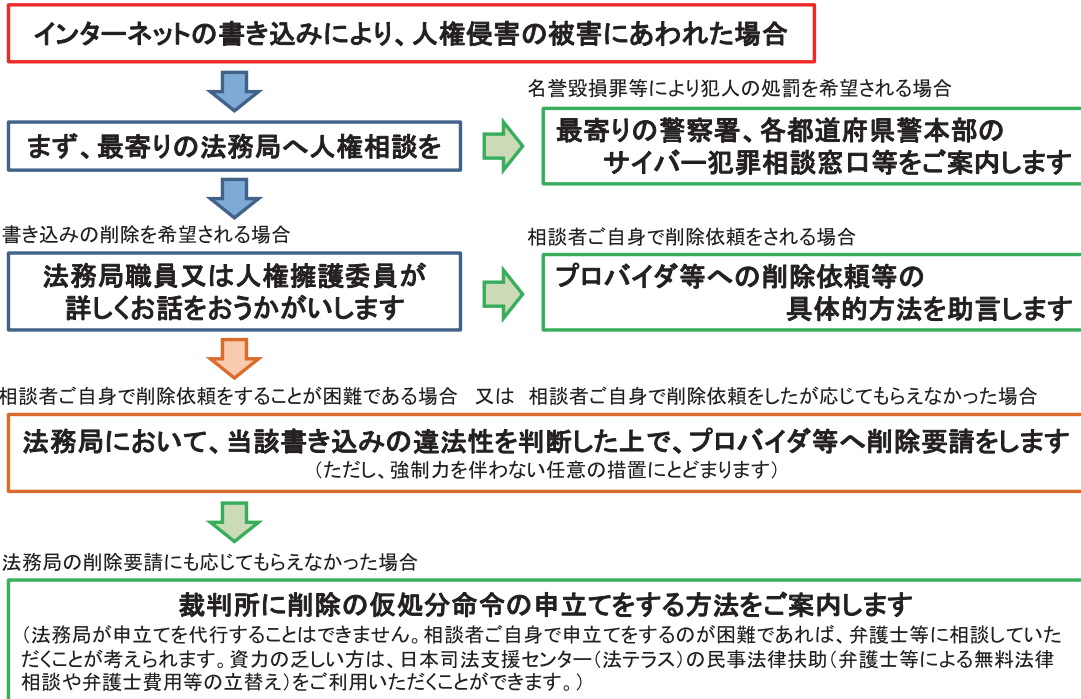 インターネットの書き込みにより、人権侵害の被害にあわれた場合
名誉毀損罪等により犯人の処罰を希望される場合
まず、最寄りの法務局へ人権相談を
最寄りの警察署、各都道府県警本部の
サイバー犯罪相談窓口等をご案内します
書き込みの削除を希望される場合
相談者ご自身で削除依頼をされる場合
法務局職員又は人権擁護委員が
詳しくお話をおうかがいします
プロバイダ等への削除依頼等の
具体的方法を助言します
相談者ご自身で削除依頼をすることが困難である場合 又は 相談者ご自身で削除依頼をしたが応じてもらえなかった場合
法務局において、当該書き込みの違法性を判断した上で、プロバイダ等へ削除要請をします
(ただし、強制力を伴わない任意の措置にとどまります)
法務局の削除要請にも応じてもらえなかった場合
裁判所に削除の仮処分命令の申立てをする方法をご案内します
(法務局が申立てを代行することはできません。相談者ご自身で申立てをするのが困難であれば、弁護士等に相談していた
だくことが考えられます。資力の乏しい方は、日本司法支援センター(法テラス)の民事法律扶助(弁護士等による無料法律
相談や弁護士費用等の立替え)をご利用いただくことができます。)